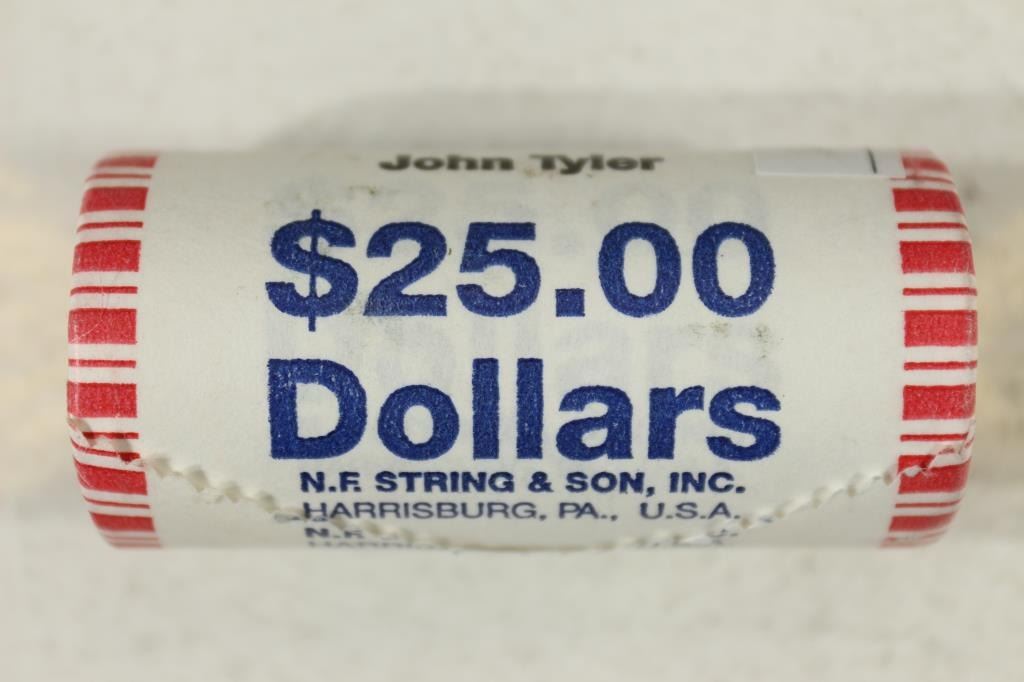 John Tyler
$25.00
Dollars
N.F. STRING & SON, INC.
HARRISBURG, PA., U.S.A.